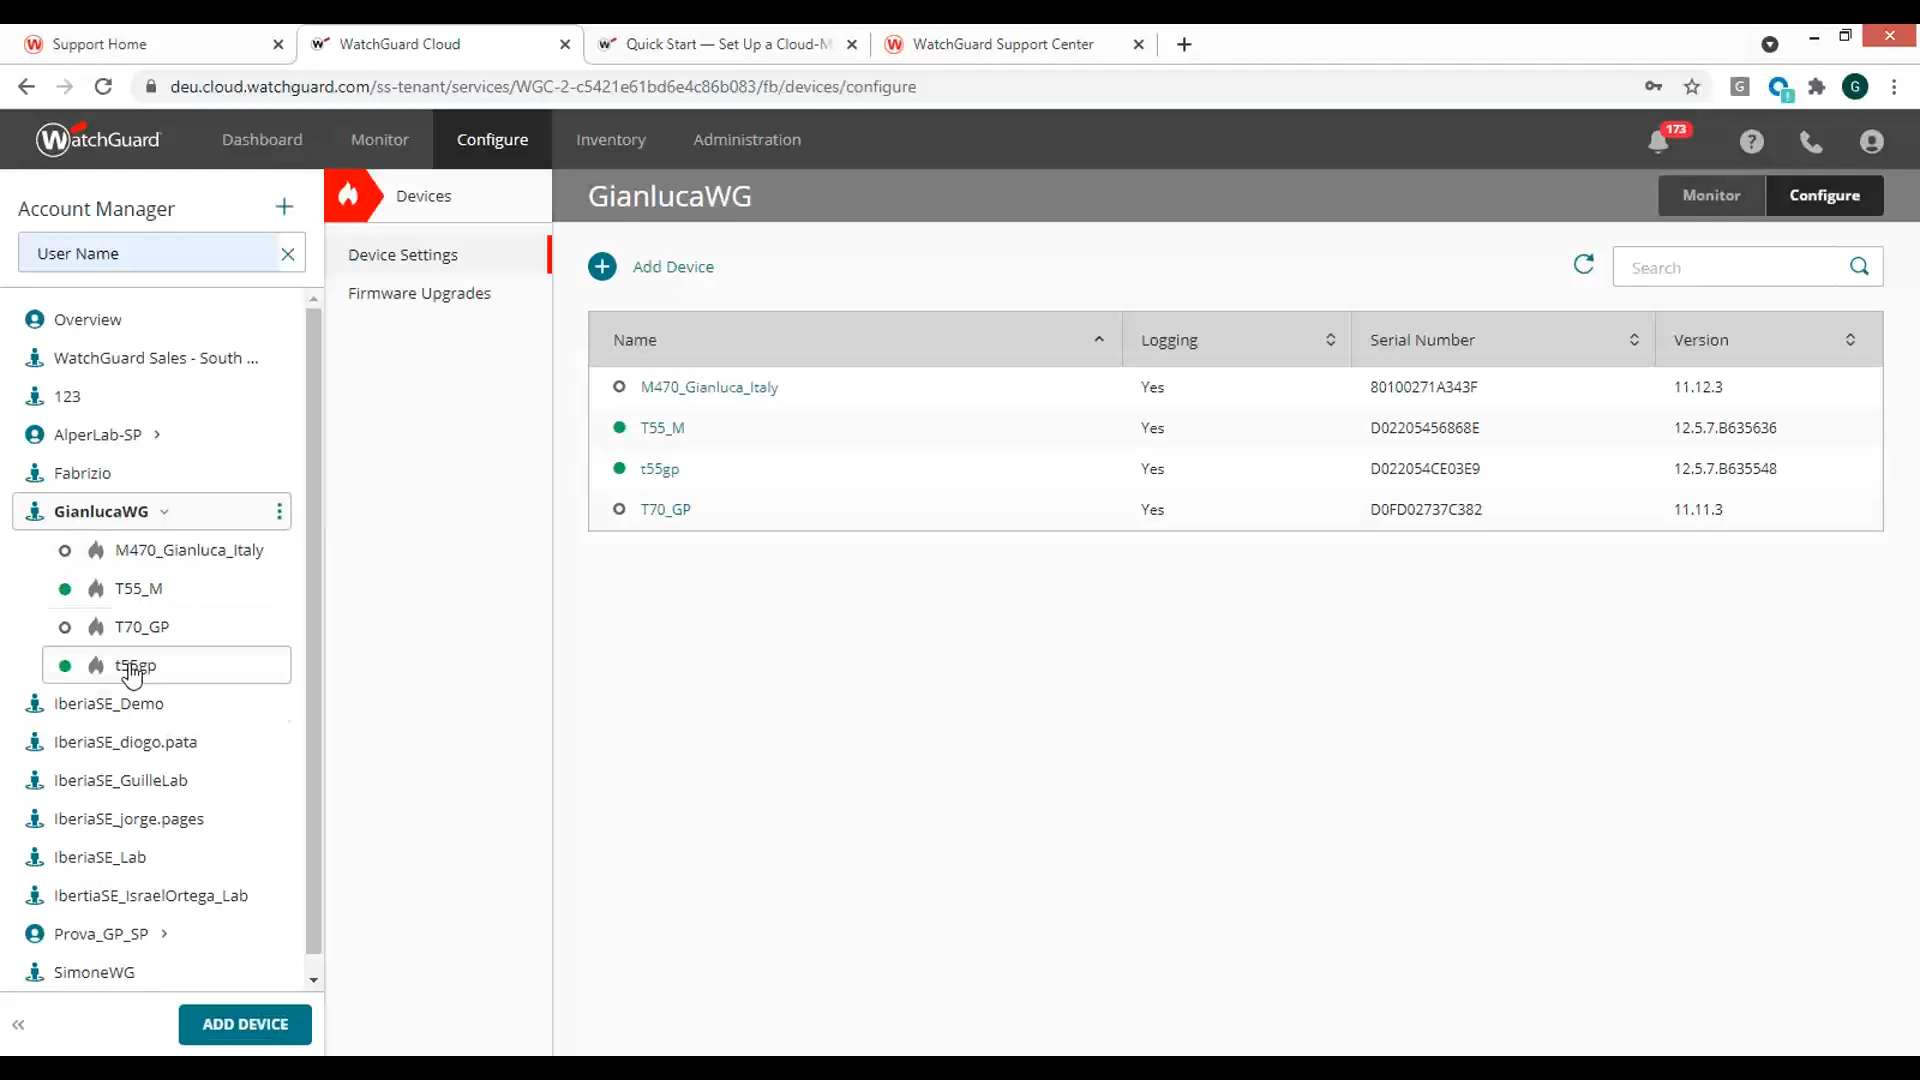 Support Home
WatchGuard Cloud
Quick Start — Set Up a Cloud-M
WatchGuard Support Center
deu.cloud.watchguard.com/ss-tenant/services/WGC-2-c5421e61bd6e4c86b083/fb/devices/configure
G
G
WatchGuard
Dashboard
Monitor
Configure
Inventory
Administration
173
Account Manager
User Name
Overview
WatchGuard Sales - South ...
123
AlperLab-SP
Fabrizio
GianlucaWG
M470_Gianluca_Italy
T55_M
T70_GP
t55gp
IberiaSE_Demo
IberiaSE_diogo.pata
IberiaSE_GuilleLab
IberiaSE_jorge.pages
IberiaSE_Lab
IbertiaSE_IsraelOrtega_Lab
Prova_GP_SP
SimoneWG
ADD DEVICE
Devices
Device Settings
Firmware Upgrades
GianlucaWG
Monitor
Configure
Add Device
Search
Name Logging Serial Number Version
M470_Gianluca_Italy Yes 80100271A343F 11.12.3
T55_M Yes D02205456868E 12.5.7.B635636
t55gp Yes D022054CE03E9 12.5.7.B635548
T70_GP Yes D0FD02737C382 11.11.3